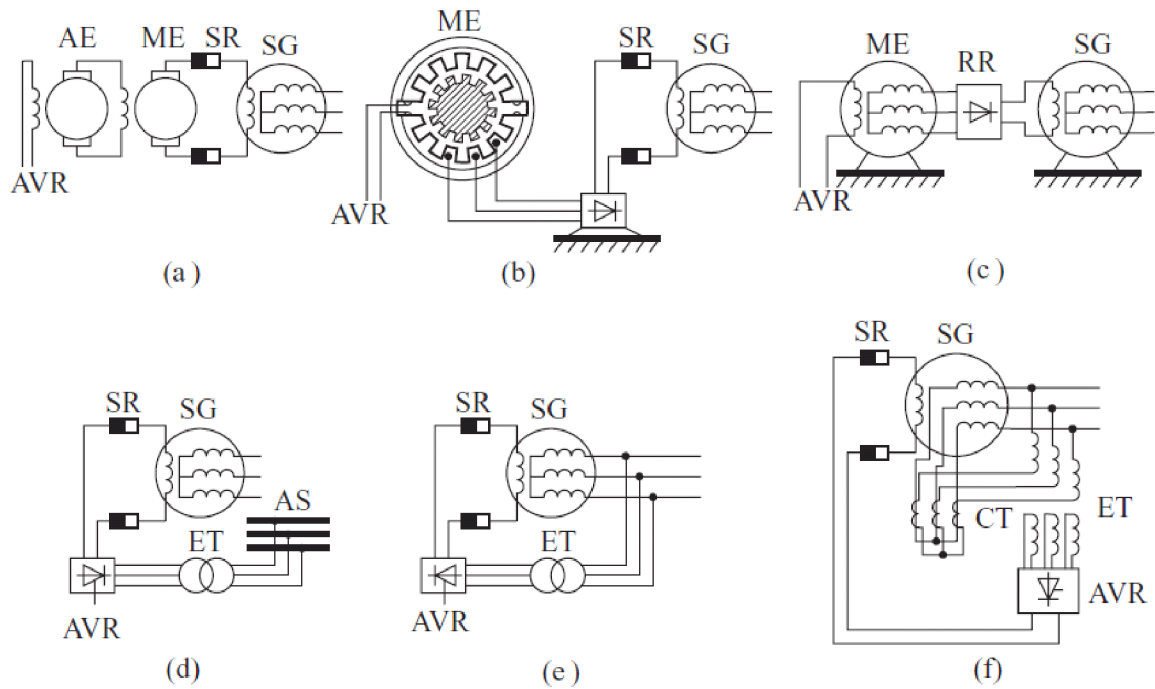 AE ME SR SG
AVR
(a)
ME SR SG
AVR
(b)
ME RR SG
AVR
(c)
SR SG
AS
ET
AVR
(d)
SR SG
ET
AVR
(e)
SR SG
CT ET
AVR
(f)